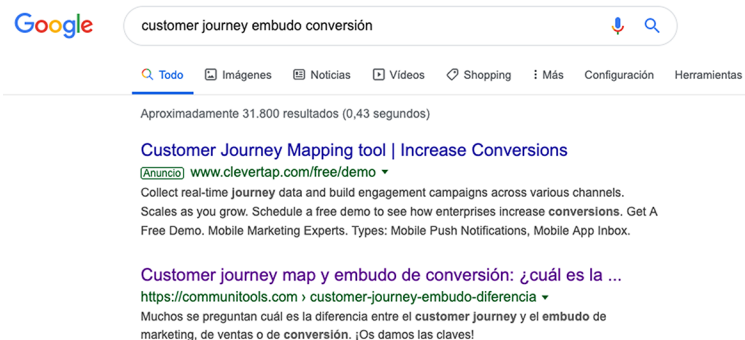 Google customer journey embudo conversión
Todo Imágenes Noticias Vídeos Shopping Más Configuración Herramientas
Aproximadamente 31.800 resultados (0,43 segundos)
Customer Journey Mapping tool | Increase Conversions
Anuncio www.clevertap.com/free/demo
Collect real-time journey data and build engagement campaigns across various channels.
Scales as you grow. Schedule a free demo to see how enterprises increase conversions. Get A
Free Demo. Mobile Marketing Experts. Types: Mobile Push Notifications, Mobile App Inbox.
Customer journey map y embudo de conversión: ¿cuál es la ...
https://communitools.com › customer-journey-embudo-diferencia
Muchos se preguntan cuál es la diferencia entre el customer journey y el embudo de
marketing, de ventas o de conversión. ¡Os damos las claves!